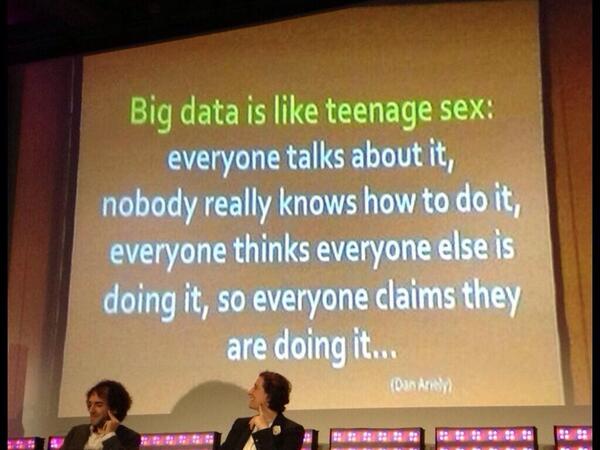 Big data is like teenage sex:
everyone talks about it,
nobody really knows how to do it,
everyone thinks everyone else is
doing it, so everyone claims they
are doing it...
(Dan Ariely)